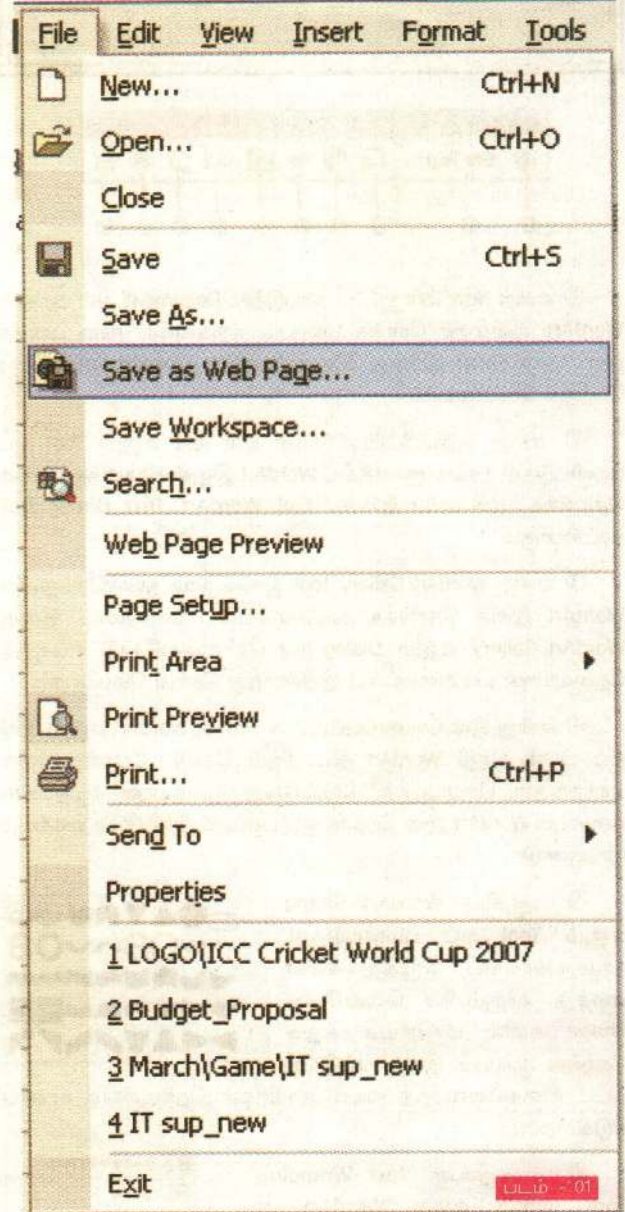 File Edit View Insert Format Tools
New... Ctrl+N
Open... Ctrl+O
Close
Save Ctrl+S
Save As...
Save as Web Page...
Save Workspace...
Search...
Web Page Preview
Page Setup...
Print Area
Print Preview
Print... Ctrl+P
Send To
Properties
1 LOGO\ICC Cricket World Cup 2007
2 Budget_Proposal
3 March\Game\IT sup_new
4 IT sup_new
Exit
படம் - 01